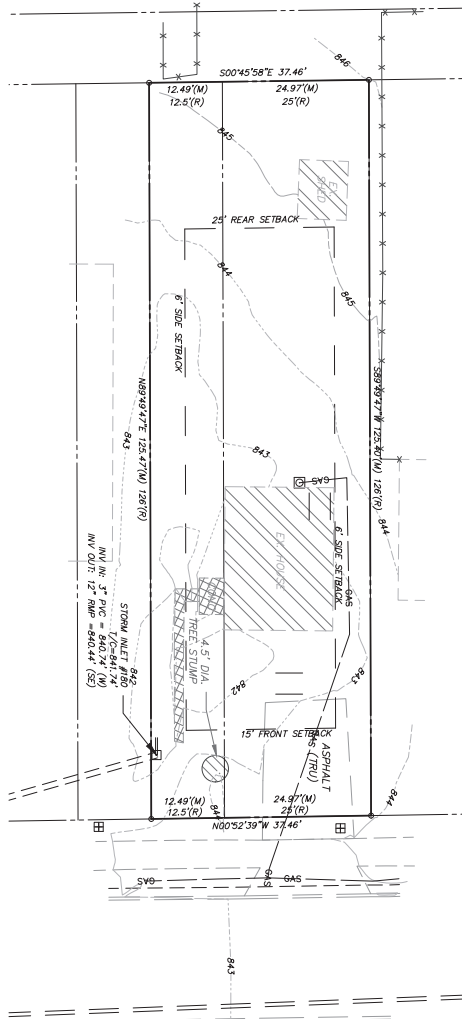 846
S00°45'58"E 37.46'
12.49'(M)
12.5'(R)
24.97'(M)
25'(R)
845
EX. SHED
25' REAR SETBACK
844
845
6' SIDE SETBACK
N89°49'47"E 125.47'(M) 126'(R)
S89°49'47"W 125.40'(M) 126'(R)
843
843
GAS
844
6' SIDE SETBACK
EX. HOUSE
GAS
STORM INLET #180
T/C=841.74'
INV IN: 3" PVC = 840.74' (W)
INV OUT: 12" RMP =840.44' (SE)
842
4.5' DIA.
TREE STUMP
842
843
15' FRONT SETBACK
ASPHALT
GAS (TRU)
12.49'(M)
12.5'(R)
844
24.97'(M)
25'(R)
844
N00°52'39"W 37.46'
GAS
GAS
GAS
843